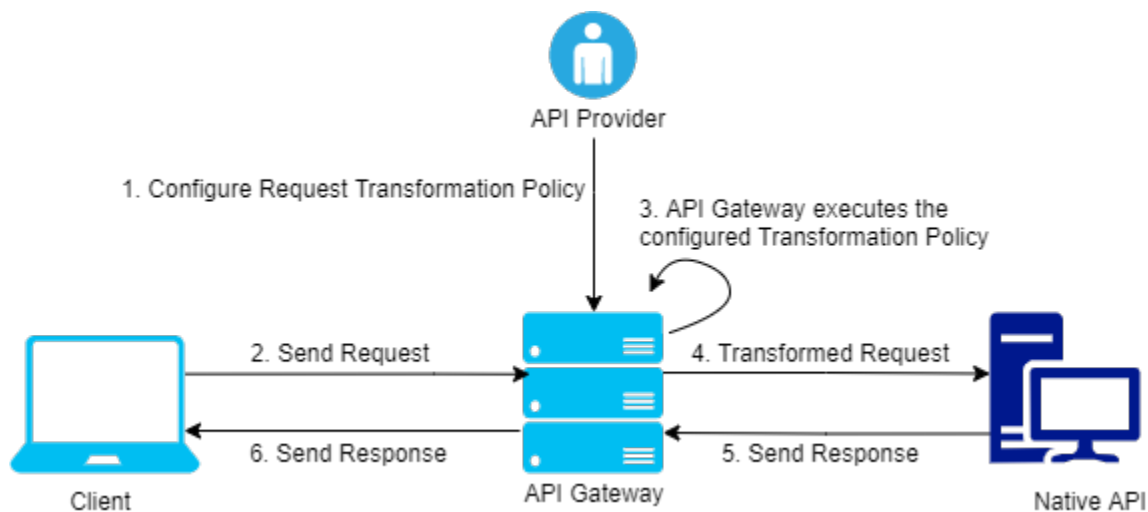 API Provider
1. Configure Request Transformation Policy
3. API Gateway executes the
configured Transformation Policy
2. Send Request
4. Transformed Request
6. Send Response
5. Send Response
Client
API Gateway
Native API